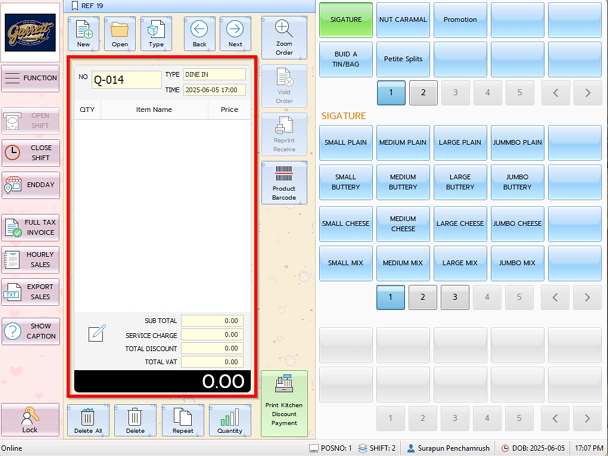 REF 19
Garrett
FUNCTION
OPEN
SHIFT
CLOSE
SHIFT
ENDDAY
FULL TAX
INVOICE
HOURLY
SALES
EXPORT
TXT
SALES
SHOW
CAPTION
Lock
New
Open
Type
Back
Next
Zoom
Order
Void
Order
Reprint
Receive
Product
Barcode
Print Kitchen
Discount
Payment
NO Q-014 TYPE DINE IN
TIME 2025-06-05 17:00
QTY Item Name Price
SUB TOTAL 0.00
SERVICE CHARGE 0.00
TOTAL DISCOUNT 0.00
TOTAL VAT 0.00
0.00
Delete All
Delete
Repeat
Quantity
SIGATURE NUT CARAMAL Promotion
BUID A
TIN/BAG
Petite Splits
1 2 3 4 5 < >
SIGATURE
SMALL PLAIN MEDIUM PLAIN LARGE PLAIN JUMMBO PLAIN
SMALL
BUTTERY
MEDIUM
BUTTERY
LARGE
BUTTERY
JUMBO
BUTTERY
SMALL CHEESE
MEDIUM
CHEESE
LARGE CHEESE
JUMBO CHEESE
SMALL MIX MEDIUM MIX LARGE MIX JUMBO MIX
1 2 3 4 5 < >
1 2 3 4 5 < >
Online
POSNO: 1 SHIFT: 2 Surapun Penchamrush DOB: 2025-06-05 17:07 PM